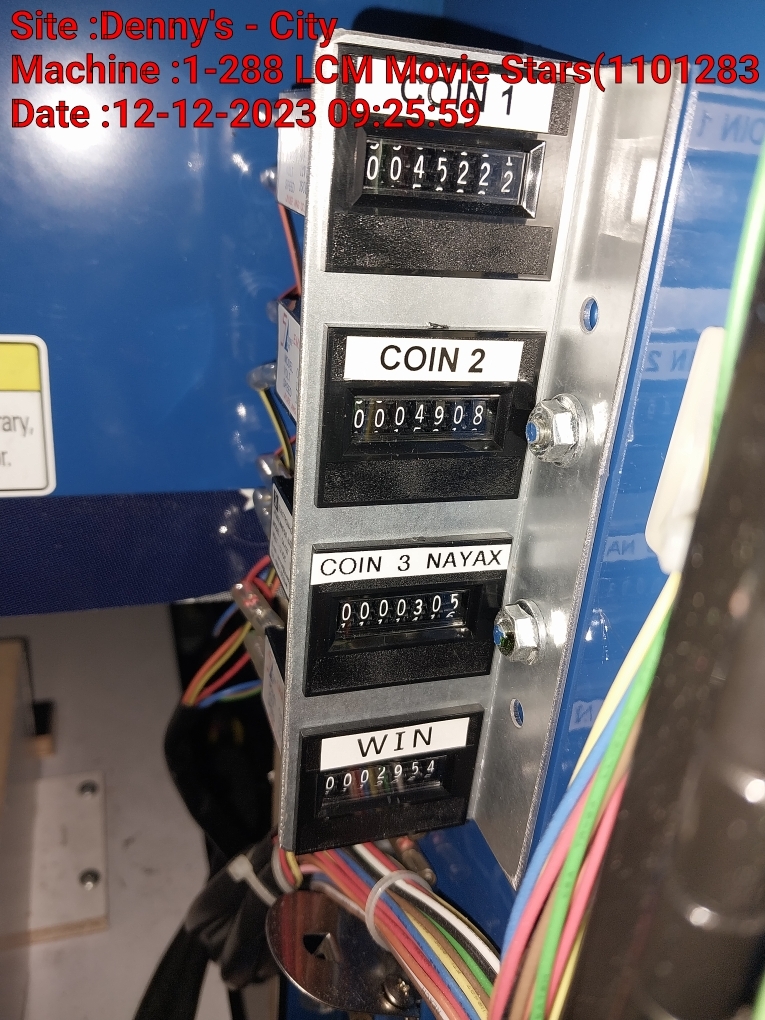 Site :Denny's - City
Machine :1-288 LCM Movie Stars(1101283
Date :12-12-2023 09:25:59
COIN 1
0045222
COIN 2
0004908
COIN 3 NAYAX
0000305
WIN
0002954
rary,
r.